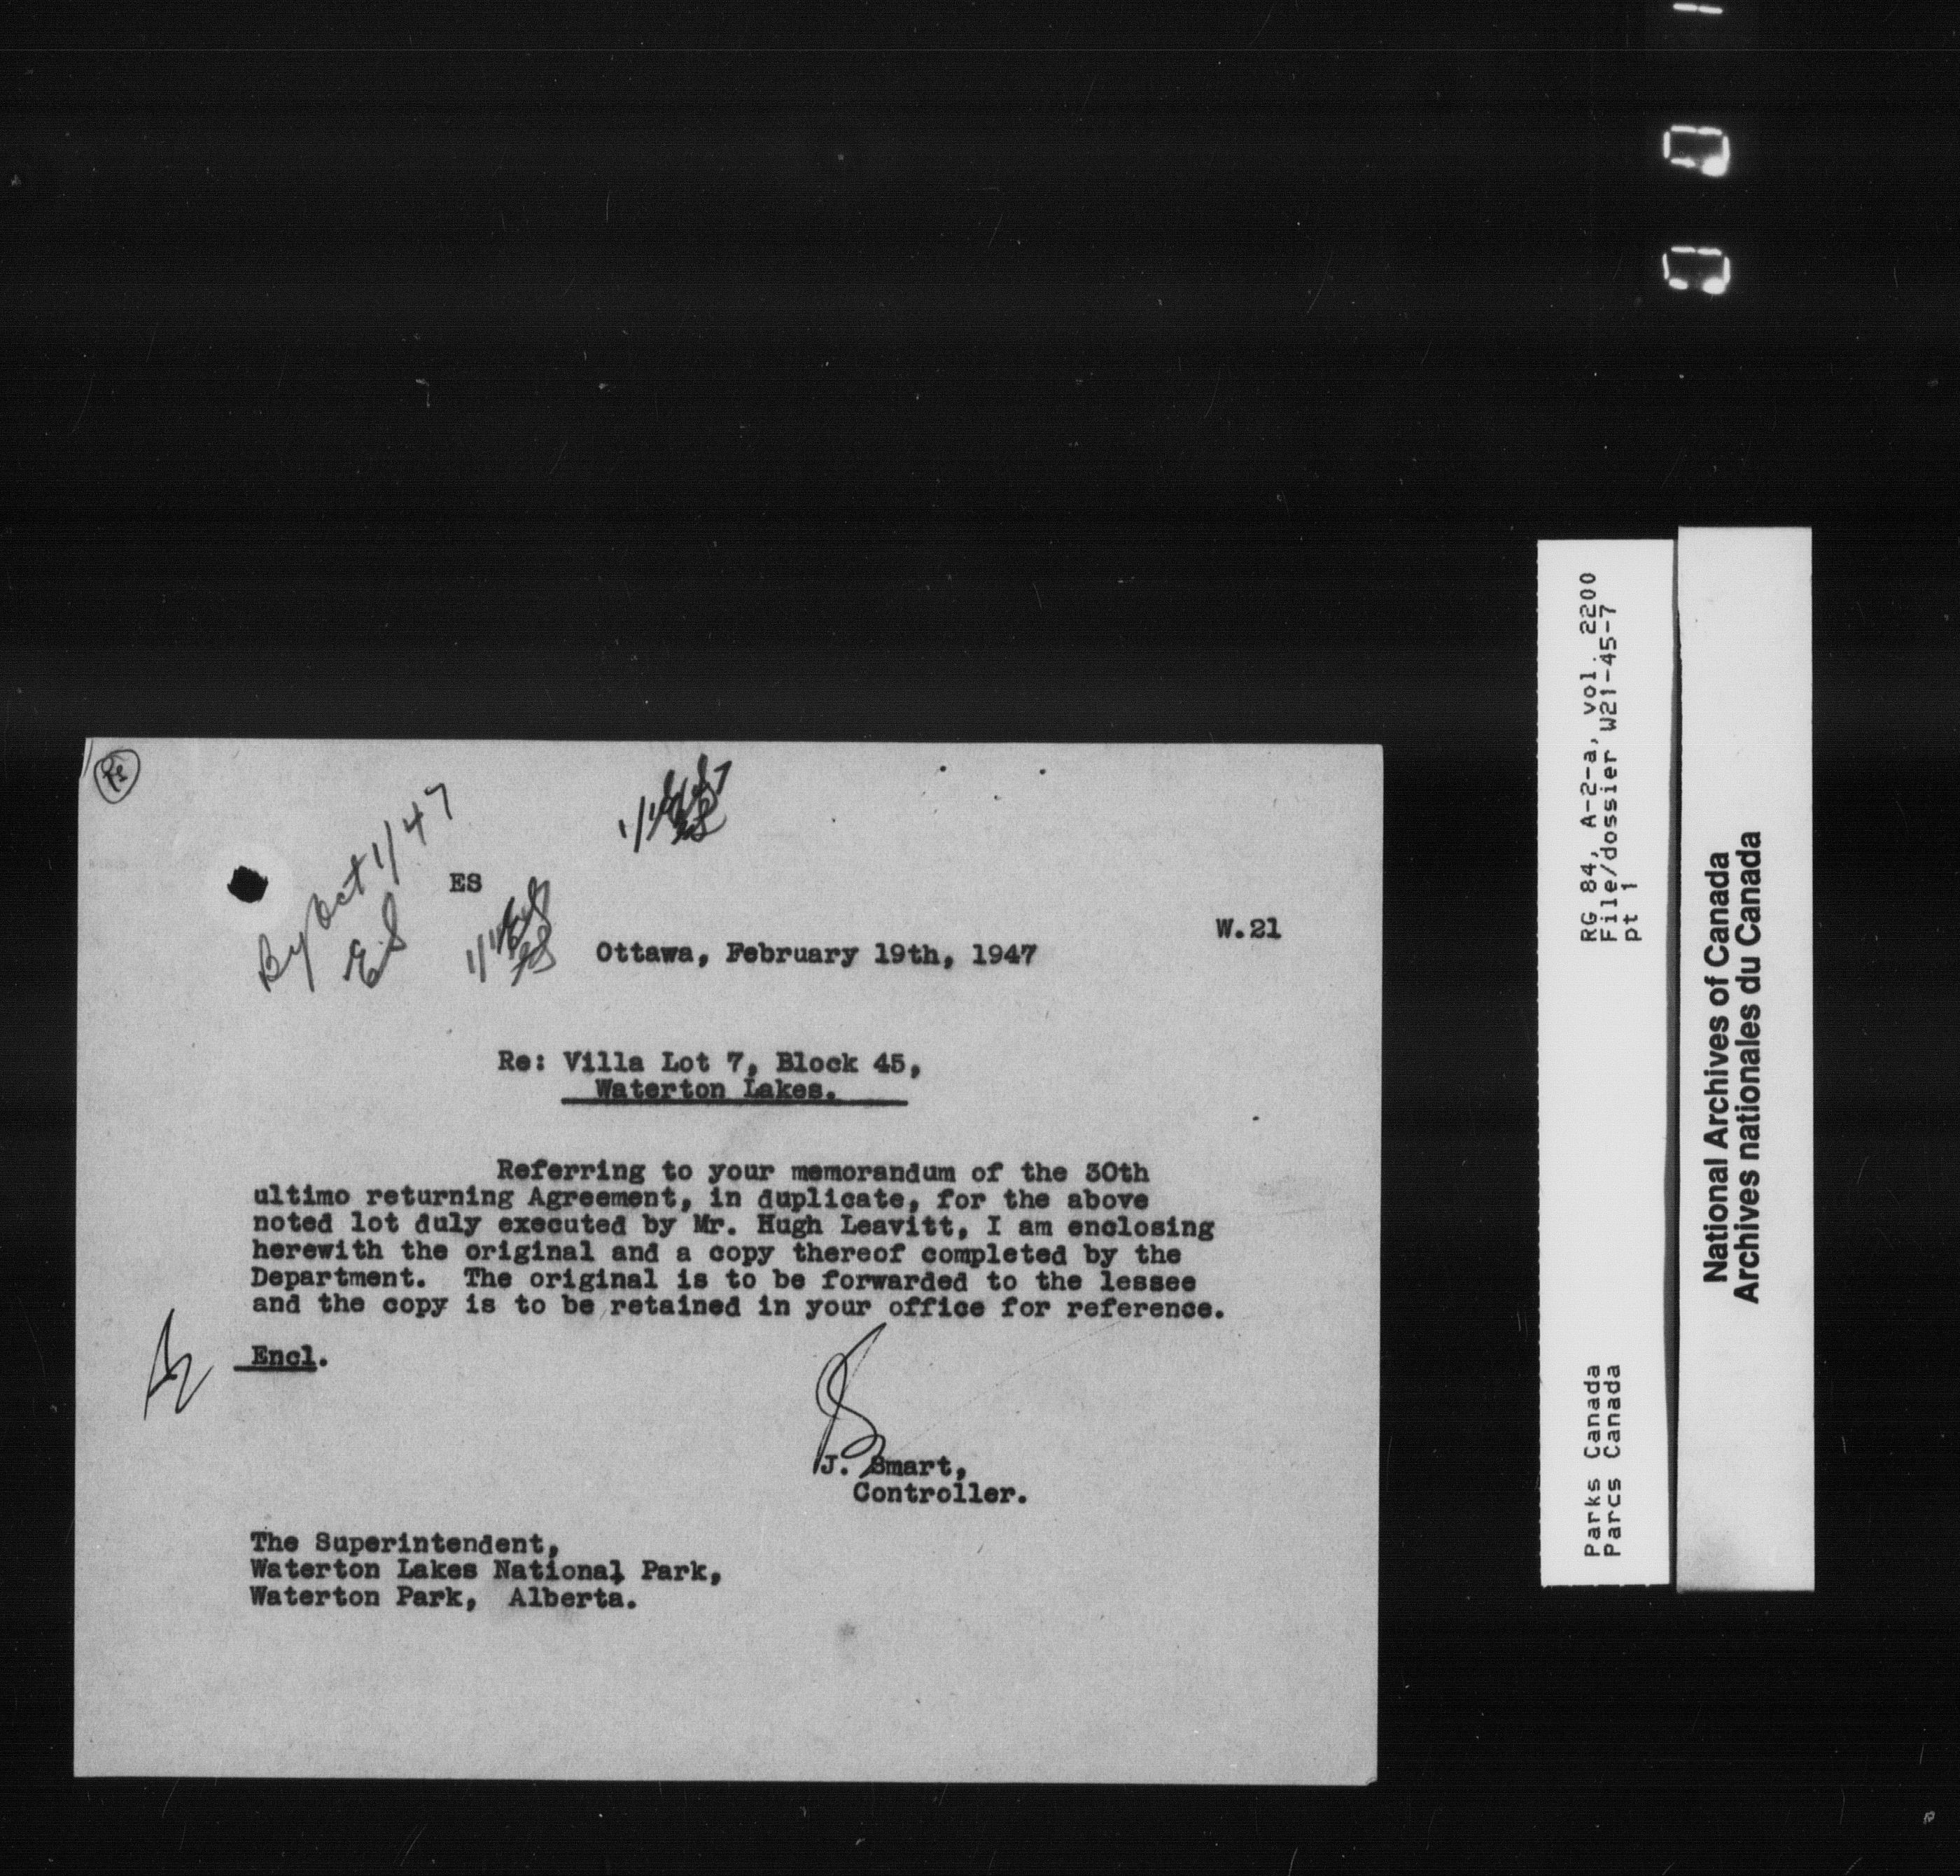 By Oct 1/47
ES
ES
W.21
Ottawa, February 19th, 1947
Re: Villa Lot 7, Block 45,
Waterton Lakes.
Referring to your memorandum of the 30th
ultimo returning Agreement, in duplicate, for the above
noted lot duly executed by Mr. Hugh Leavitt, I am enclosing
herewith the original and a copy thereof completed by the
Department. The original is to be forwarded to the lessee
and the copy is to be retained in your office for reference.
Encl.
J. Smart,
Controller.
The Superintendent,
Waterton Lakes National Park,
Waterton Park, Alberta.
RG 84, A-2-a, vol. 2200
File/dossier W21-45-7
pt 1
Parks Canada
Parcs Canada
National Archives of Canada
Archives nationales du Canada